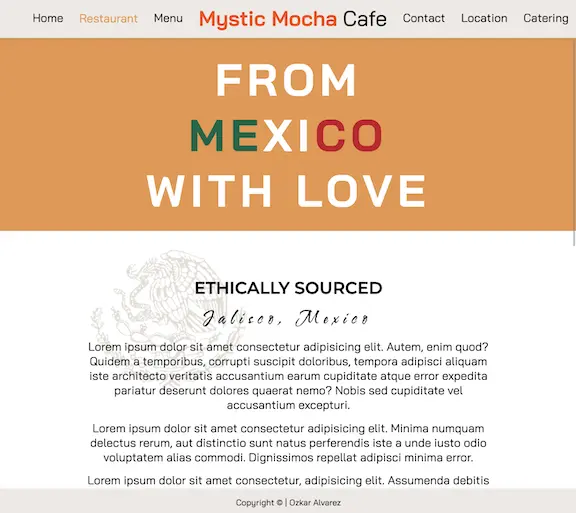 Home Restaurant Menu Mystic Mocha Cafe Contact Location Catering
FROM
MEXICO
WITH LOVE
ETHICALLY SOURCED
Jalisco, Mexico
Lorem ipsum dolor sit amet consectetur adipisicing elit. Autem, enim quod?
Quidem a temporibus, corrupti suscipit doloribus, tempora adipisci aliquam
iste architecto veritatis accusantium earum cupiditate atque error expedita
pariatur deserunt dolores quaerat nemo? Nobis sed cupiditate vel
accusantium excepturi.
Lorem ipsum dolor sit amet consectetur adipisicing elit. Minima numquam
delectus rerum, aut distinctio sunt natus perferendis iste a unde iusto odio
voluptatem alias commodi. Dignissimos repellat adipisci minima error.
Lorem ipsum dolor sit amet consectetur, adipisicing elit. Assumenda debitis
Copyright © | Ozkar Alvarez